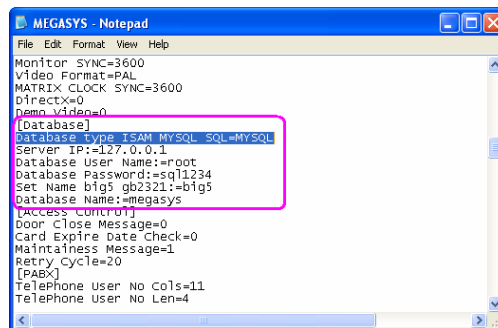 MEGASYS - Notepad
File Edit Format View Help
Monitor SYNC=3600
Video Format=PAL
MATRIX CLOCK SYNC=3600
DirectX=0
Demo Video=0
[Database]
Database type ISAM MYSQL SQL=MYSQL
Server IP:=127.0.0.1
Database User Name:=root
Database Password:=sql1234
Set Name big5 gb2321:=big5
Database Name:=megasys
[Access Control]
Door Close Message=0
Card Expire Date Check=0
Maintainess Message=1
Retry Cycle=20
[PABX]
TelePhone User No Cols=11
TelePhone User No Len=4